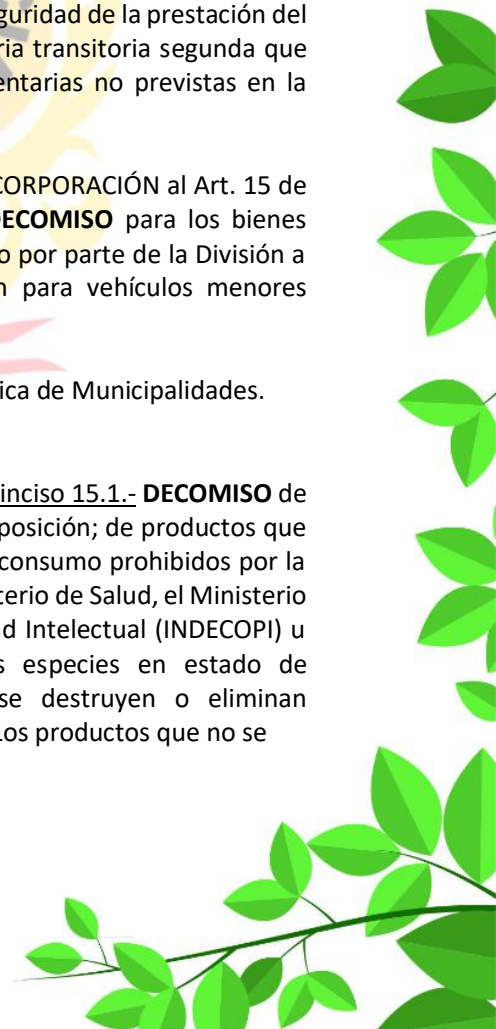 guridad de la prestación del
ria transitoria segunda que
entarias no previstas en la
CORPORACIÓN al Art. 15 de
DECOMISO para los bienes
o por parte de la División a
n para vehículos menores
ica de Municipalidades.
inciso 15.1.- DECOMISO de
posición; de productos que
consumo prohibidos por la
terio de Salud, el Ministerio
ad Intelectual (INDECOPI) u
s especies en estado de
se destruyen o eliminan
Los productos que no se